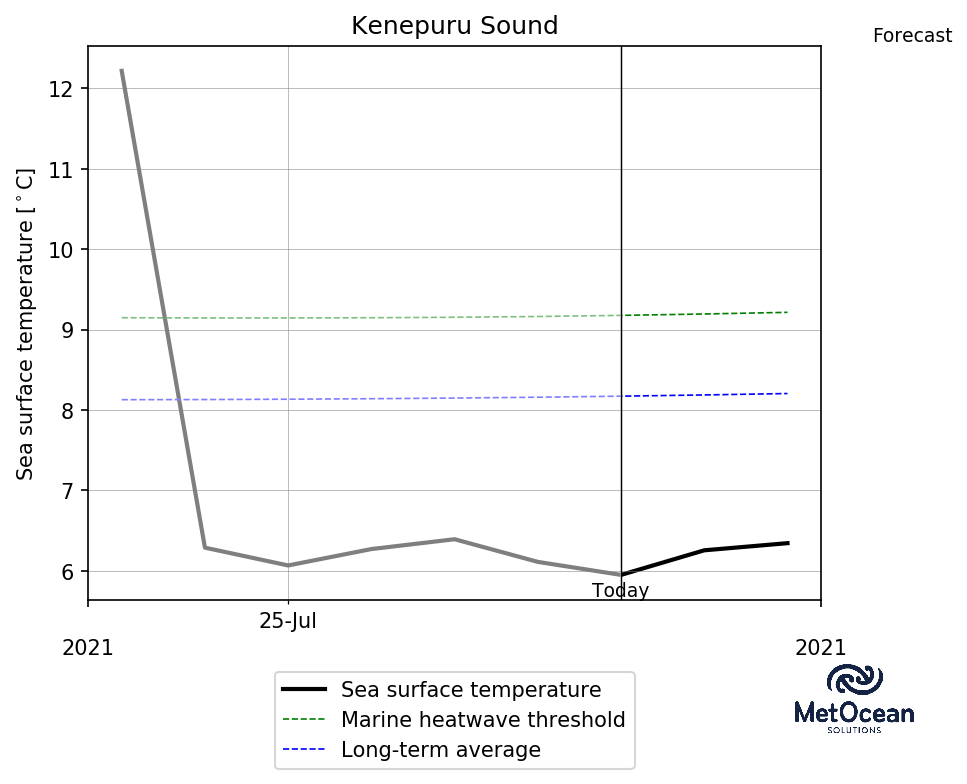 Kenepuru Sound
Forecast
12
11
10
9
8
7
6
Sea surface temperature [°C]
Today
25-Jul
2021
2021
Sea surface temperature
Marine heatwave threshold
Long-term average
MetOcean
SOLUTIONS